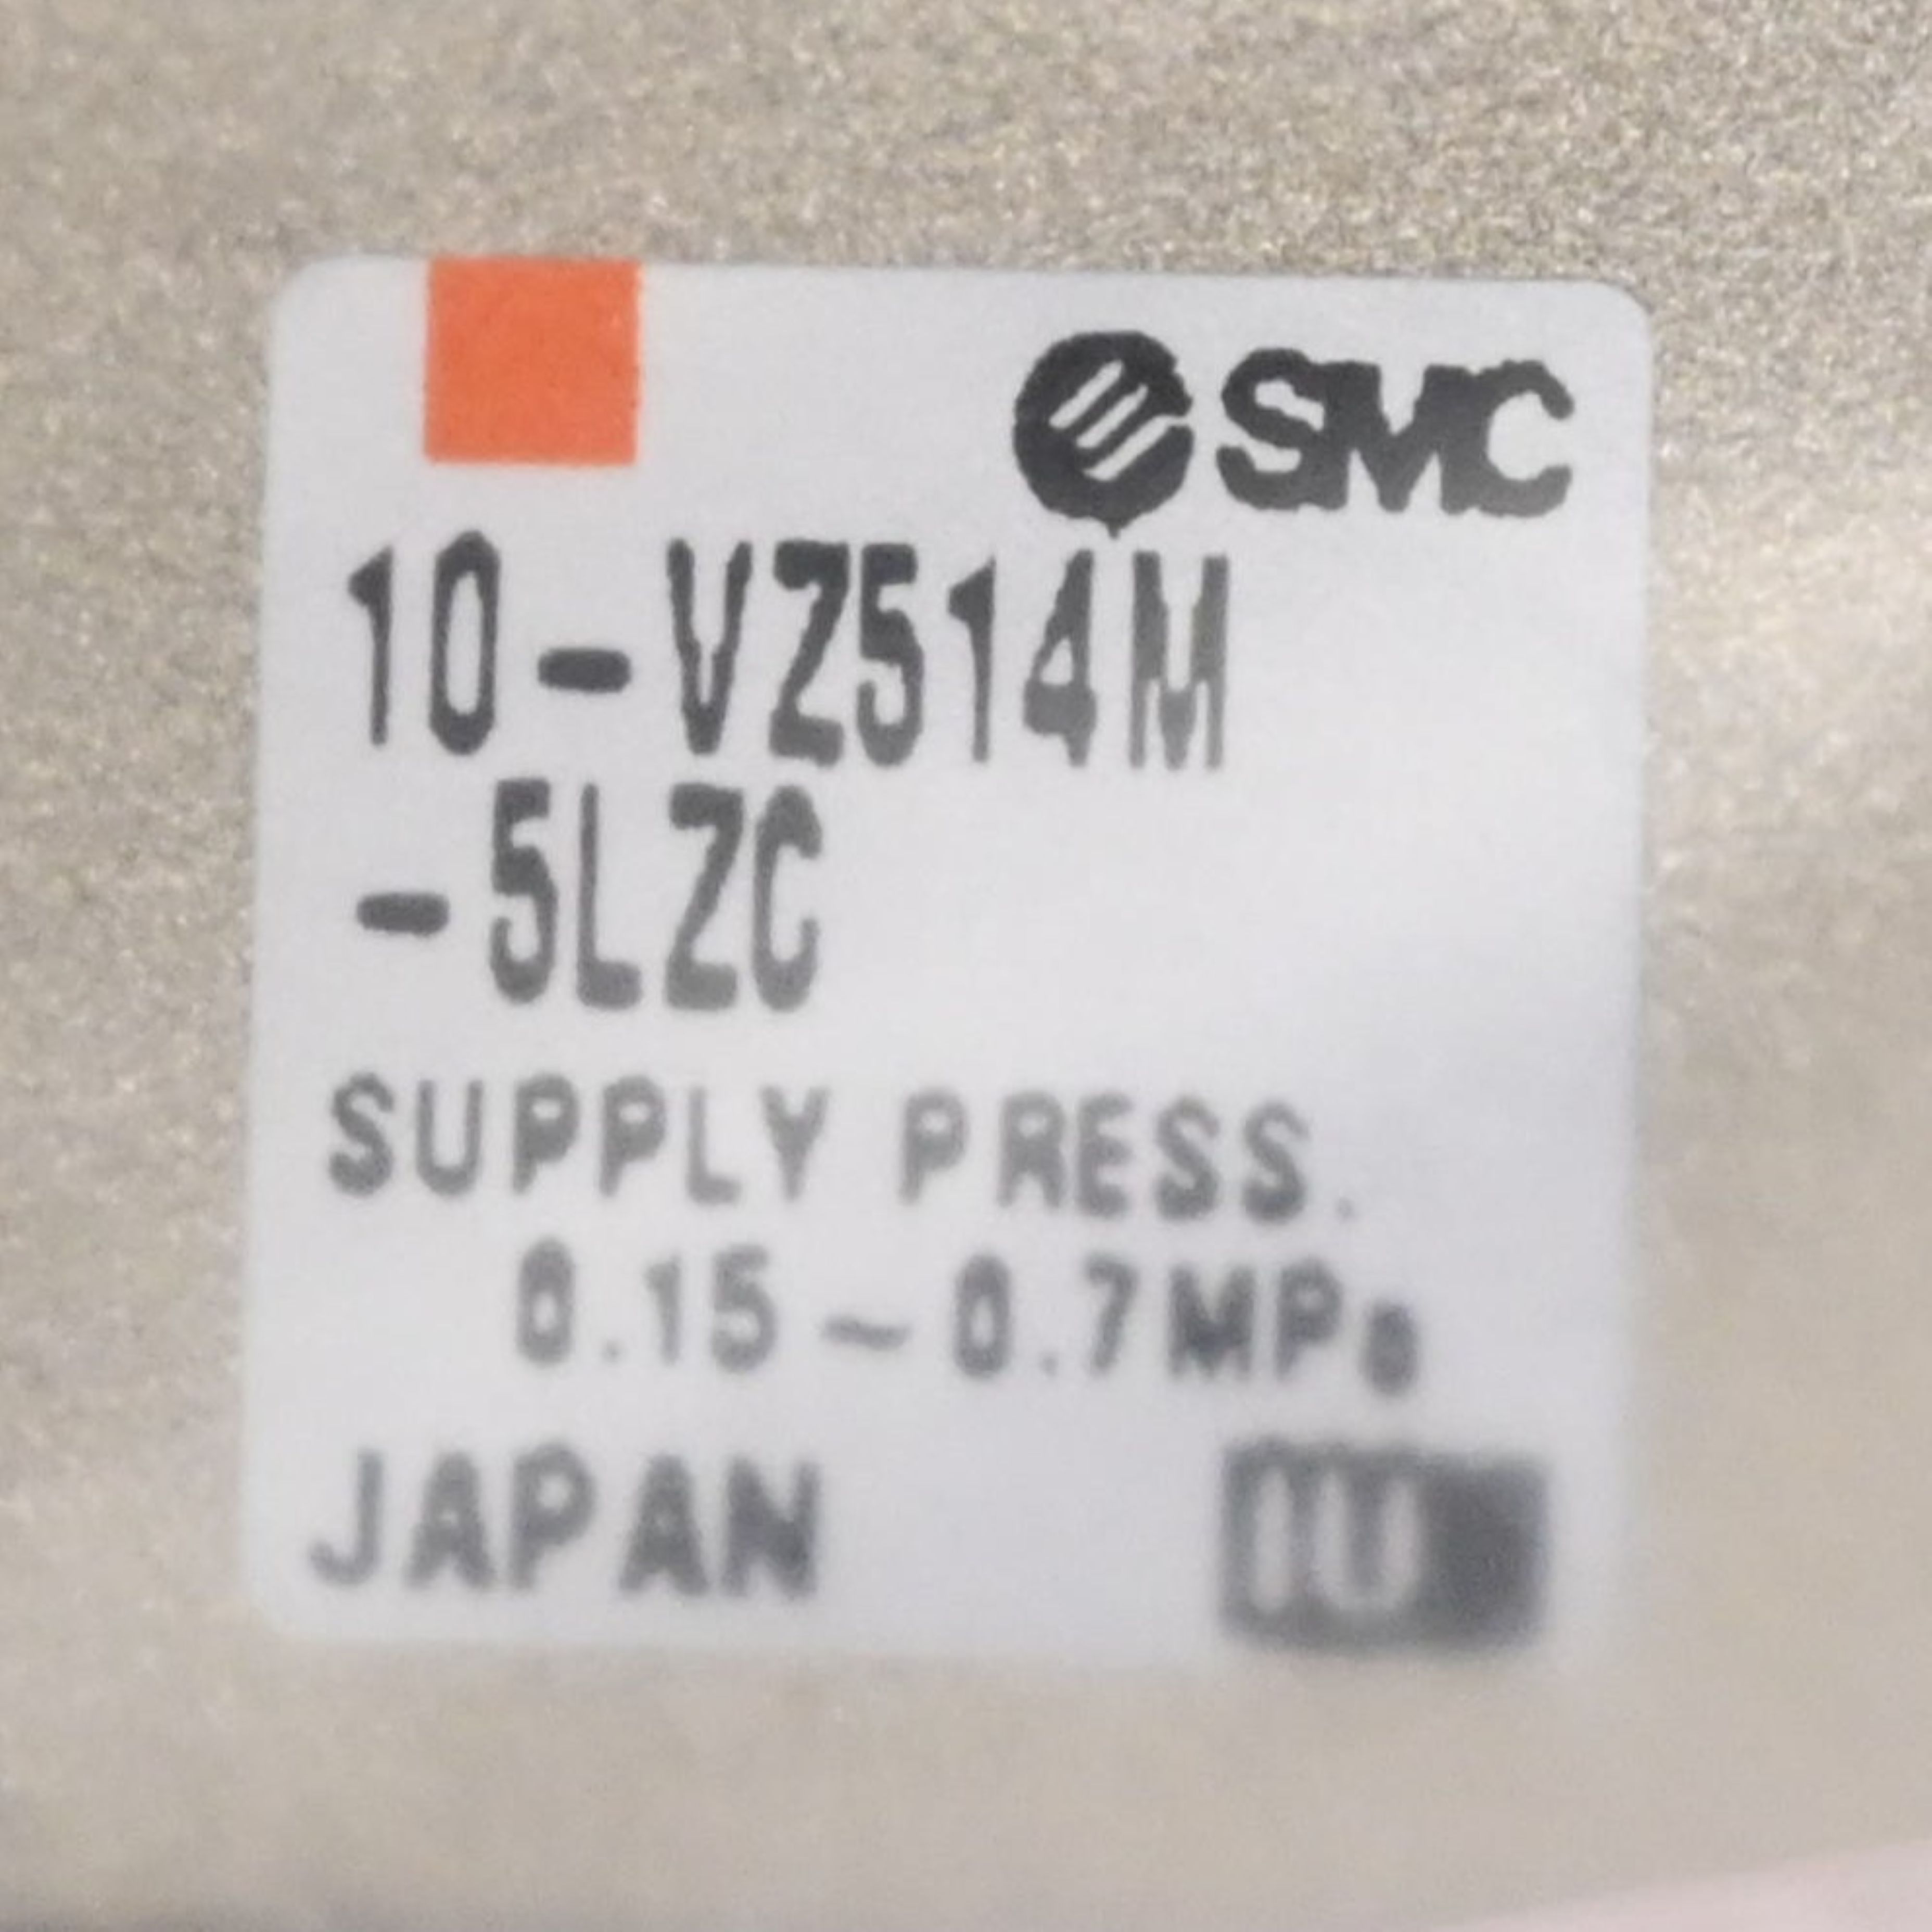 SMC
10-VZ514M
-5LZC
SUPPLY PRESS.
0.15~0.7MPa
JAPAN